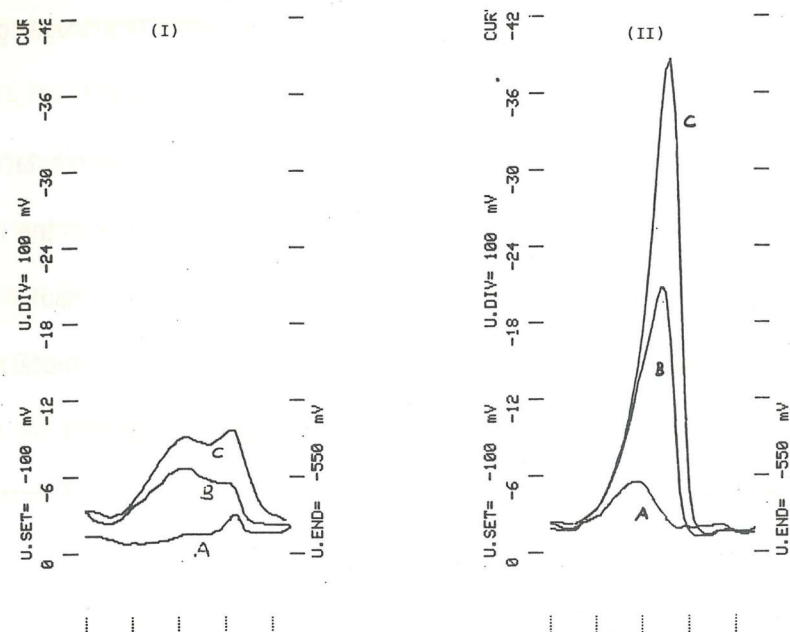 (I)
CUR
-42
-36
-30
-24
-18
-12
-6
0
U.DIV= 100 mV
U.SET= -100 mV
U.END= -550 mV
A
B
C
(II)
CUR
-42
-36
-30
-24
-18
-12
-6
0
U.DIV= 100 mV
U.SET= -100 mV
U.END= -550 mV
A
B
C